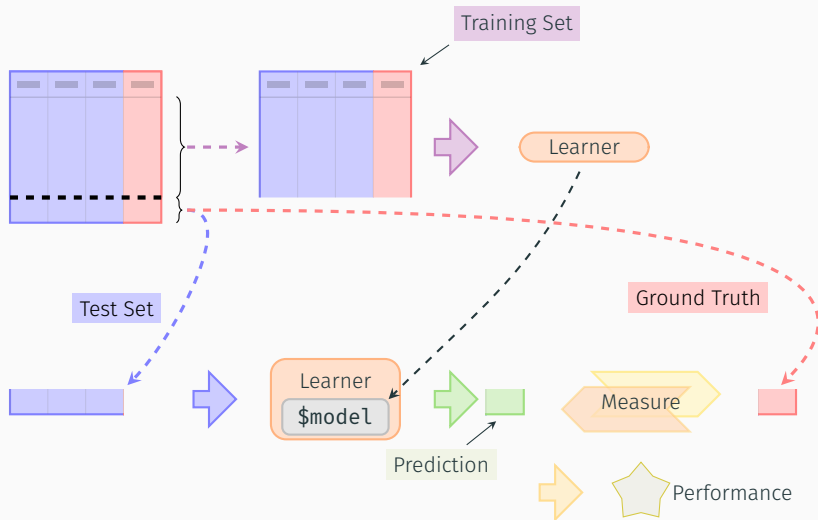 Training Set
Learner
Test Set
Ground Truth
Learner
$model
Measure
Prediction
Performance